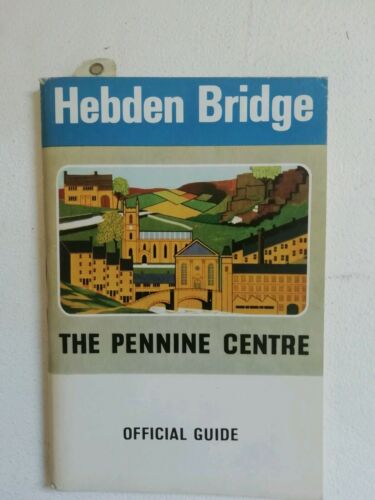 Hebden Bridge
THE PENNINE CENTRE
OFFICIAL GUIDE